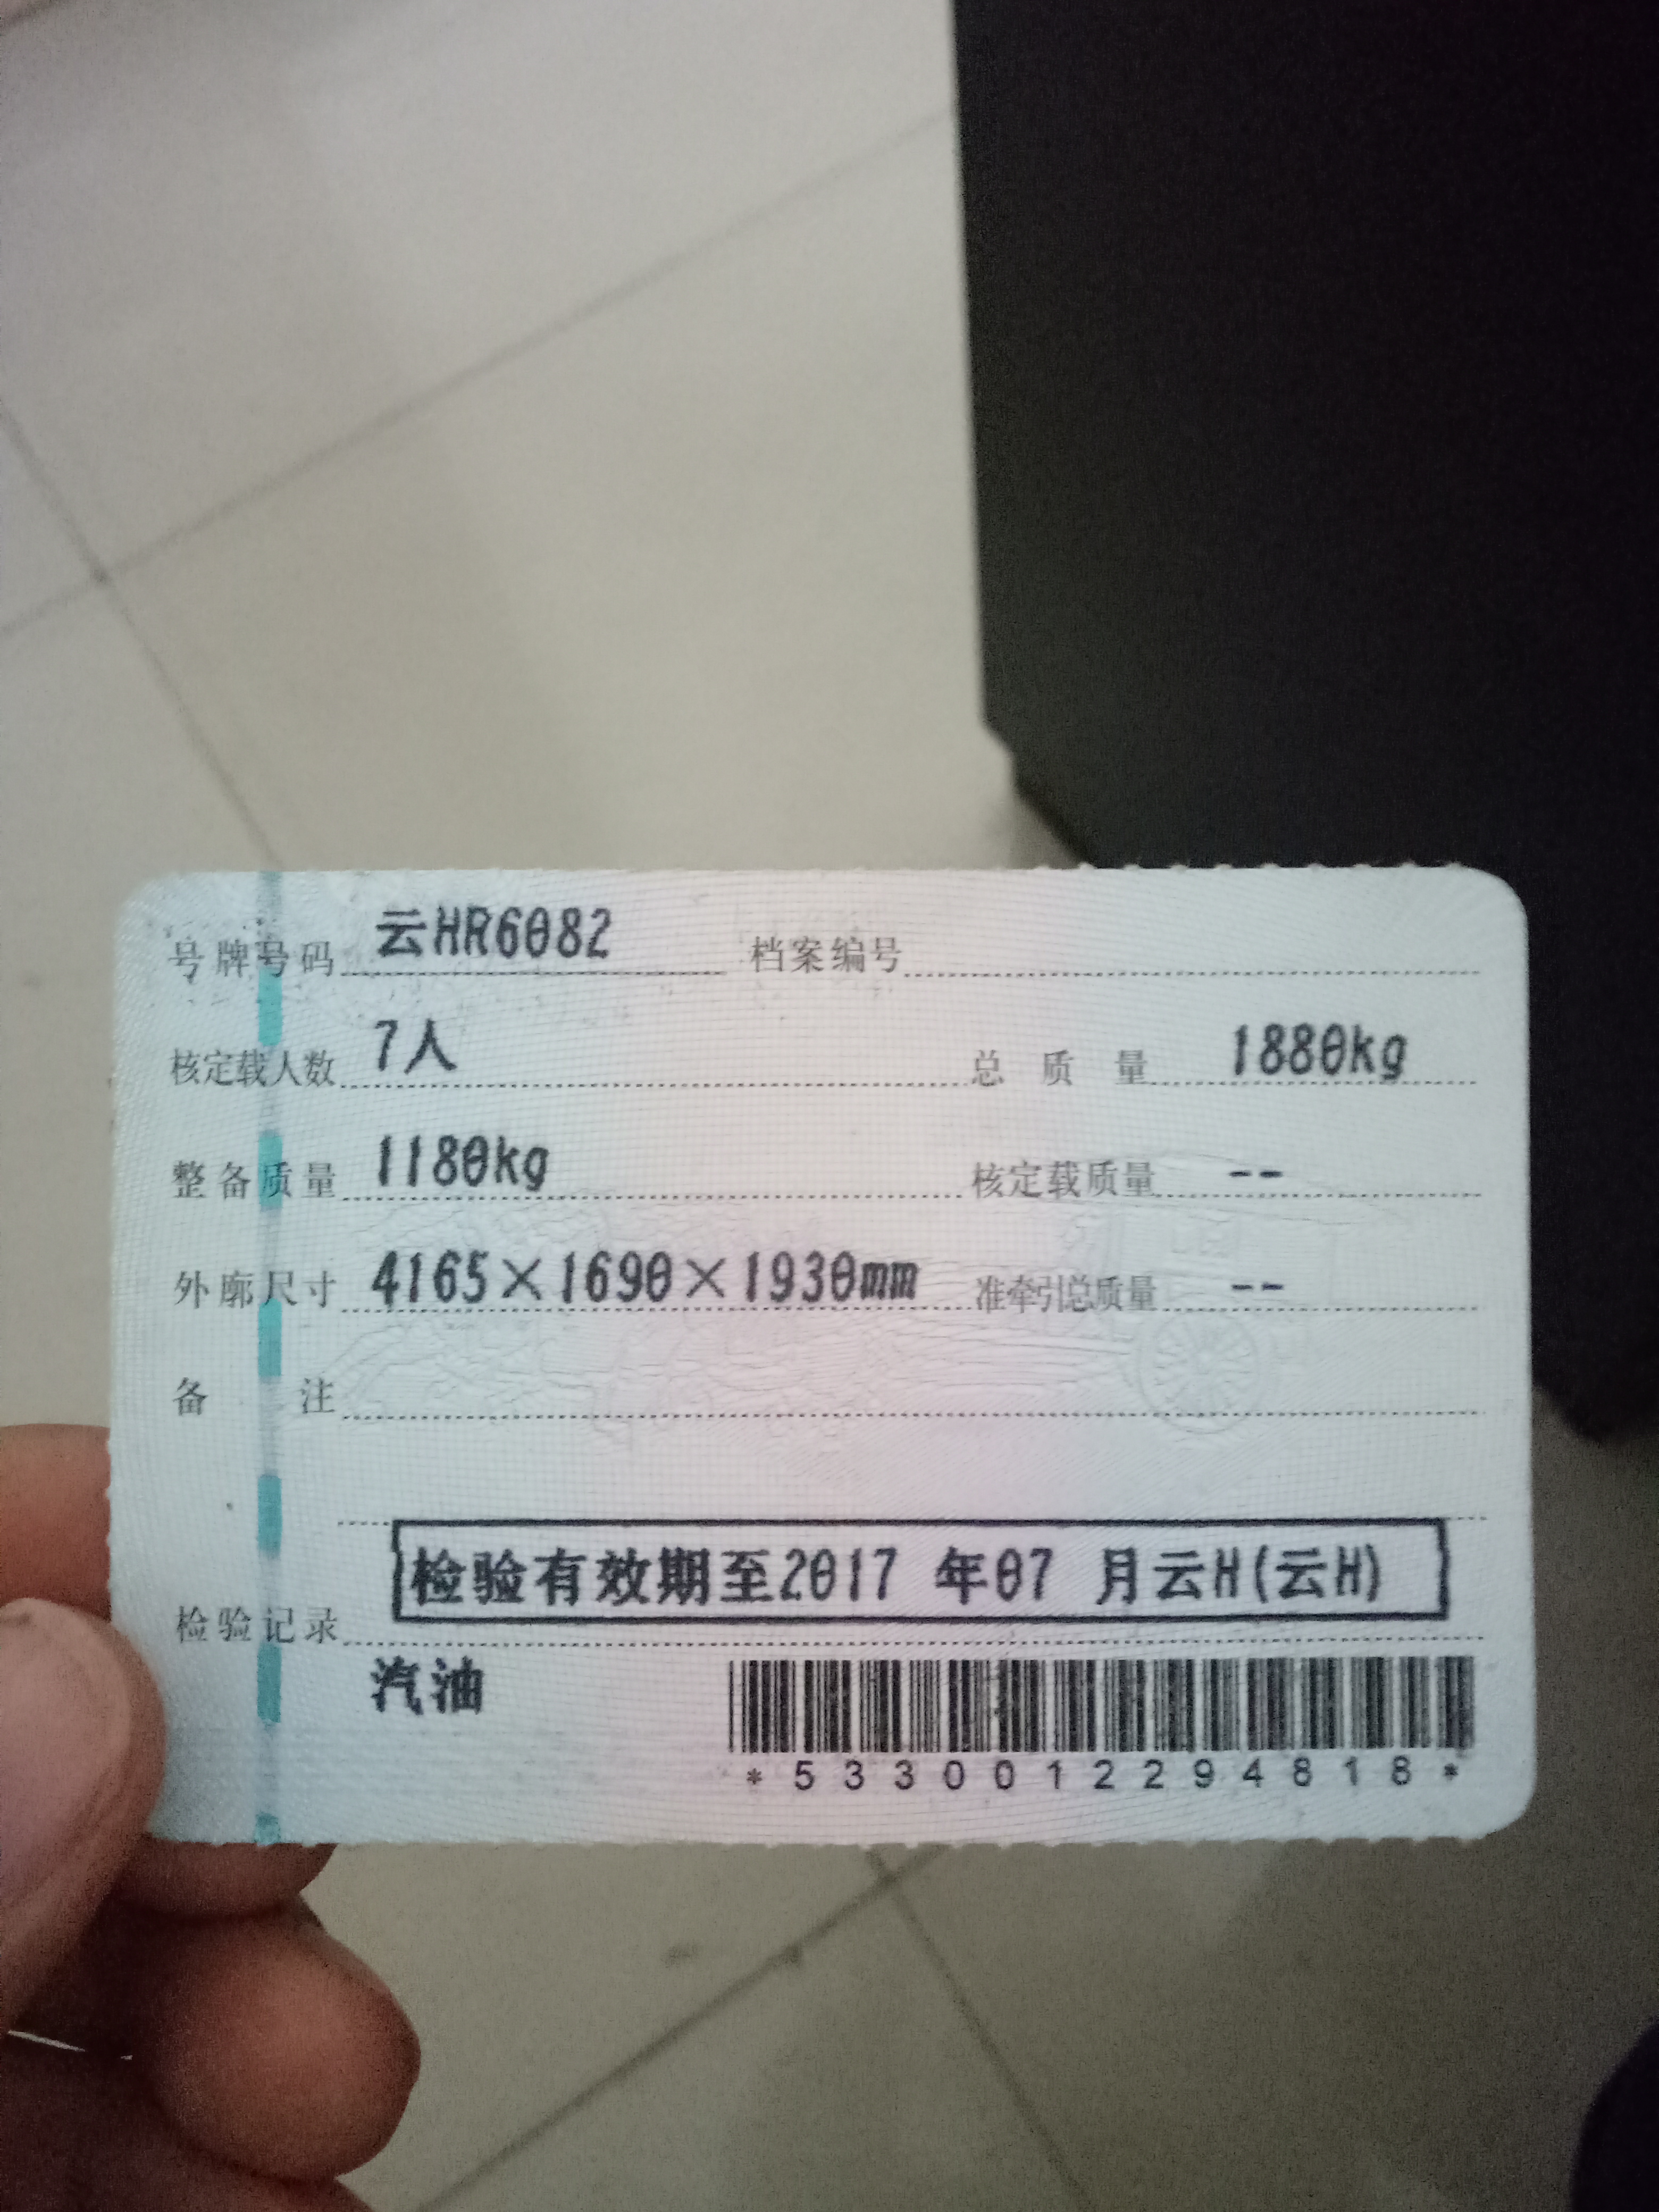 号牌号码 云HR6082 档案编号
核定载人数 7人 总质量 1880kg
整备质量 1180kg 核定载质量 --
外廓尺寸 4165×1690×1930mm 准牵引总质量 --
备注
检验记录 检验有效期至2017 年07 月云H(云H)
汽油
*5330012294818*